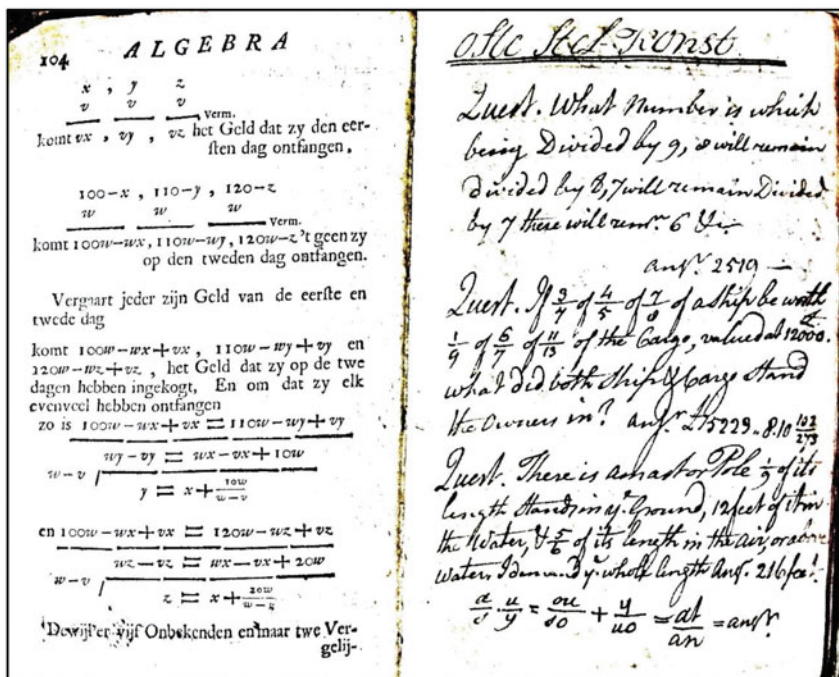 104 ALGEBRA
x , y z
v v v
Verm.
komt vx , vy , vz het Geld dat zy den eer-
sten dag ontfangen,
100-x , 110-y , 120-z
w w w
Verm.
komt 100w-wx, 110w-wy, 120w-z 't geen zy
op den tweden dag ontfangen.
Vergaart jeder zijn Geld van de eerste en
twede dag
komt 100w-wx+vx , 110w-wy+vy en
120w-wz+vz , het Geld dat zy op de twe
dagen hebben ingekogt, En om dat zy elk
evenveel hebben ontfangen
zo is 100w-wx+vx = 110w-wy+vy
wy-vy = wx-vx+10w
w-v
y = x+10w/w-v
en 100w-wx+vx = 120w-wz+vz
wz-vz = wx-vx+20w
w-v
z = x+20w/w-v
Dewijl'er vijf Onbekenden en maar twe Ver-
gelij-
Quest. What Number is which
being Divided by 9, 8 will remain
divided by 8, 7 will remain Divided
by 7 there will remr. 6 &c
answr. 2519 —
Quest. If 3/7 of 4/5 of 7/8 of a ship be worth
1/9 of 6/7 of 11/13 of the Cargo, valued at 12000£.
what did both Ship & Cargo Stand
the owners in? answr. £15229..8.10 102/273
Quest. There is a mast or Pole 1/9 of its
length Stands in ye. Ground, 12 feet of it in
the Water, & 5/6 of its length in the air, or above
water, I demand ye. whole length Ans. 216 feet